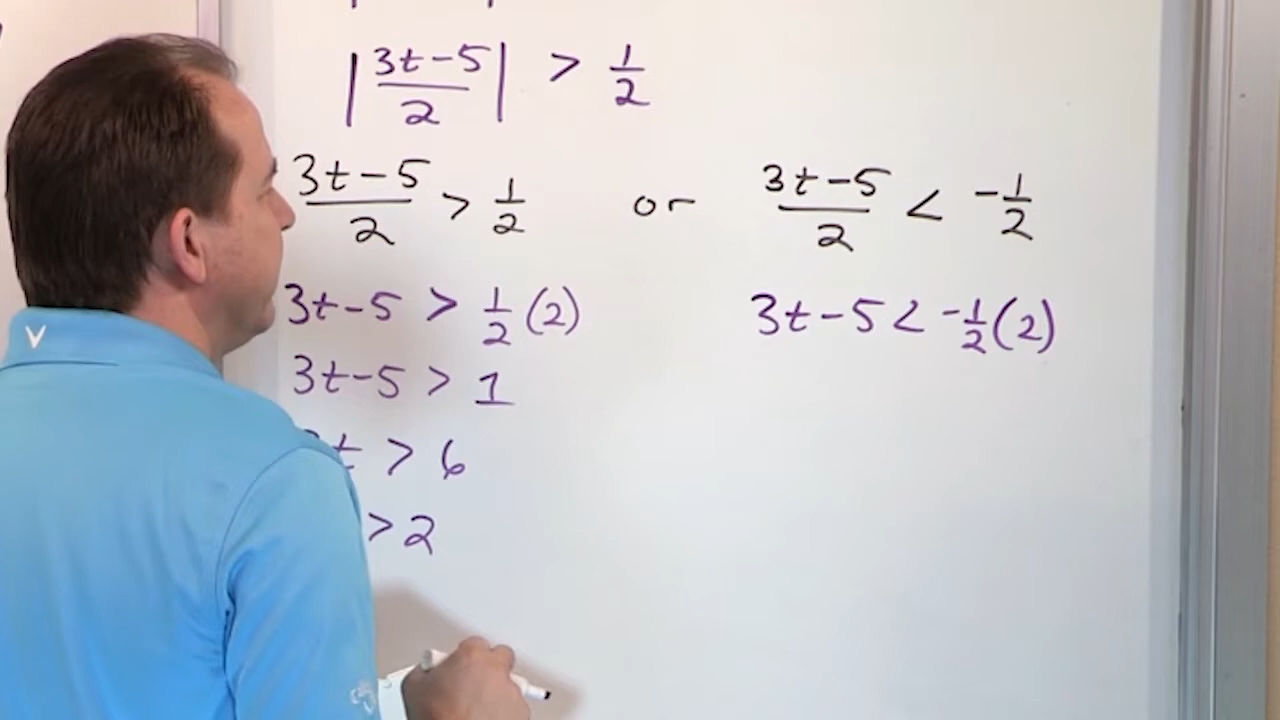 |3t-5/2| > 1/2
3t-5/2 > 1/2 or 3t-5/2 < -1/2
3t-5 > 1/2 (2) 3t-5 < -1/2 (2)
3t-5 > 1
t > 6
> 2